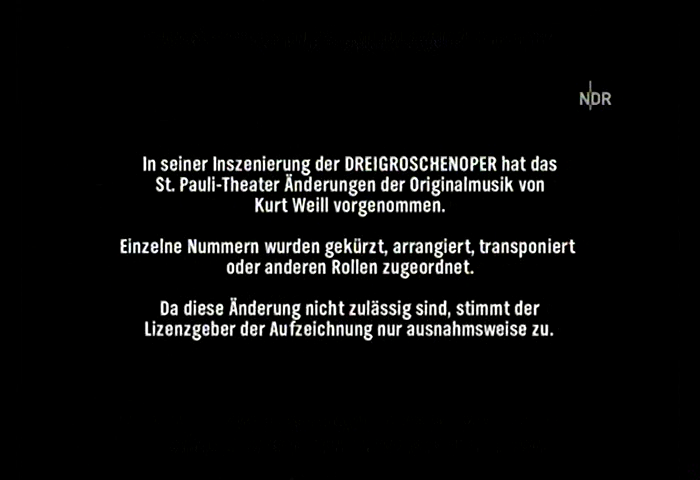 NDR
In seiner Inszenierung der DREIGROSCHENOPER hat das
St. Pauli-Theater Änderungen der Originalmusik von
Kurt Weill vorgenommen.
Einzelne Nummern wurden gekürzt, arrangiert, transponiert
oder anderen Rollen zugeordnet.
Da diese Änderung nicht zulässig sind, stimmt der
Lizenzgeber der Aufzeichnung nur ausnahmsweise zu.